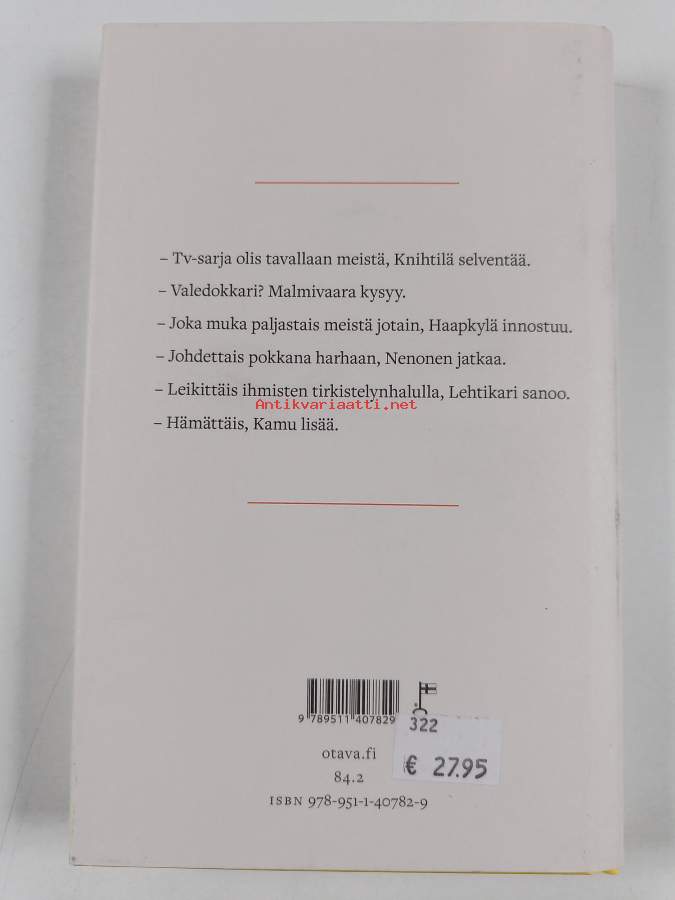 – Tv-sarja olis tavallaan meistä, Knihtilä selventää.
– Valedokkari? Malmivaara kysyy.
– Joka muka paljastais meistä jotain, Haapkylä innostuu.
– Johdettais pokkana harhaan, Nenonen jatkaa.
– Leikittäis ihmisten tirkistelynhalulla, Lehtikari sanoo.
Antikvariaatti.net
– Hämättäis, Kamu lisää.
9 789511 407829
322
€ 27.95
otava.fi
84.2
ISBN 978-951-1-40782-9